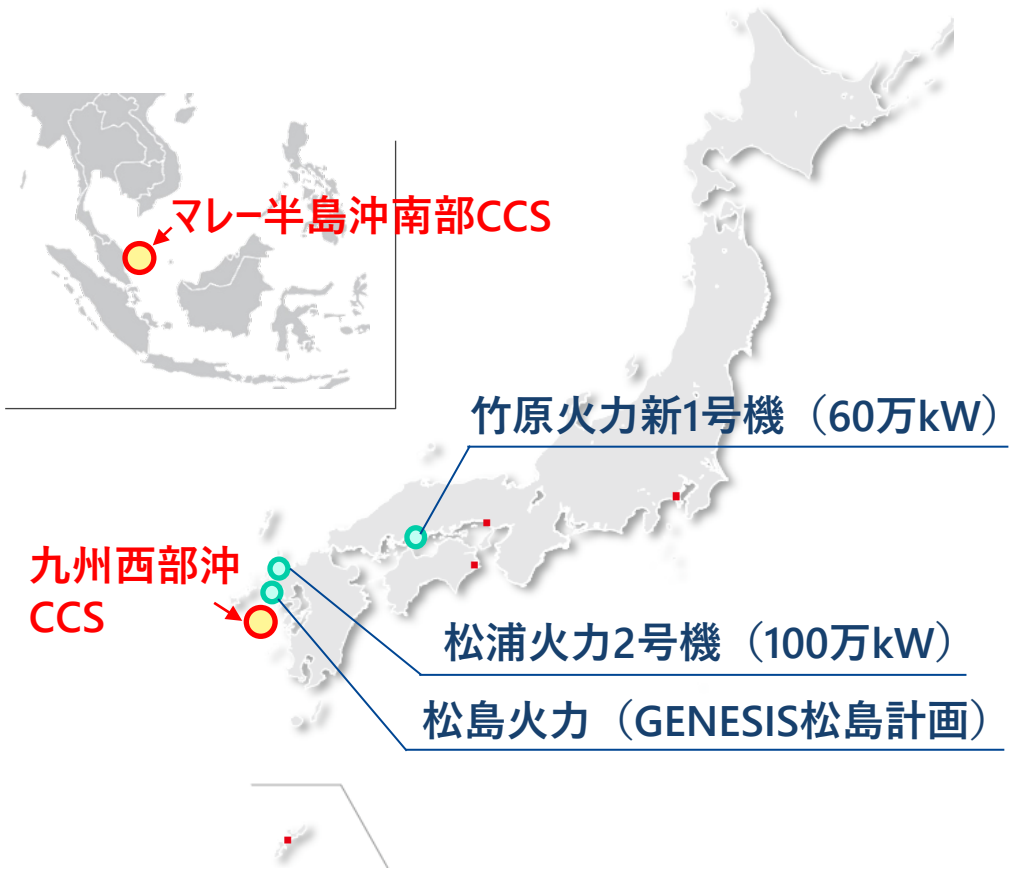 マレー半島沖南部CCS
竹原火力新1号機（60万kW）
九州西部沖
CCS
松浦火力2号機（100万kW）
松島火力（GENESIS松島計画）